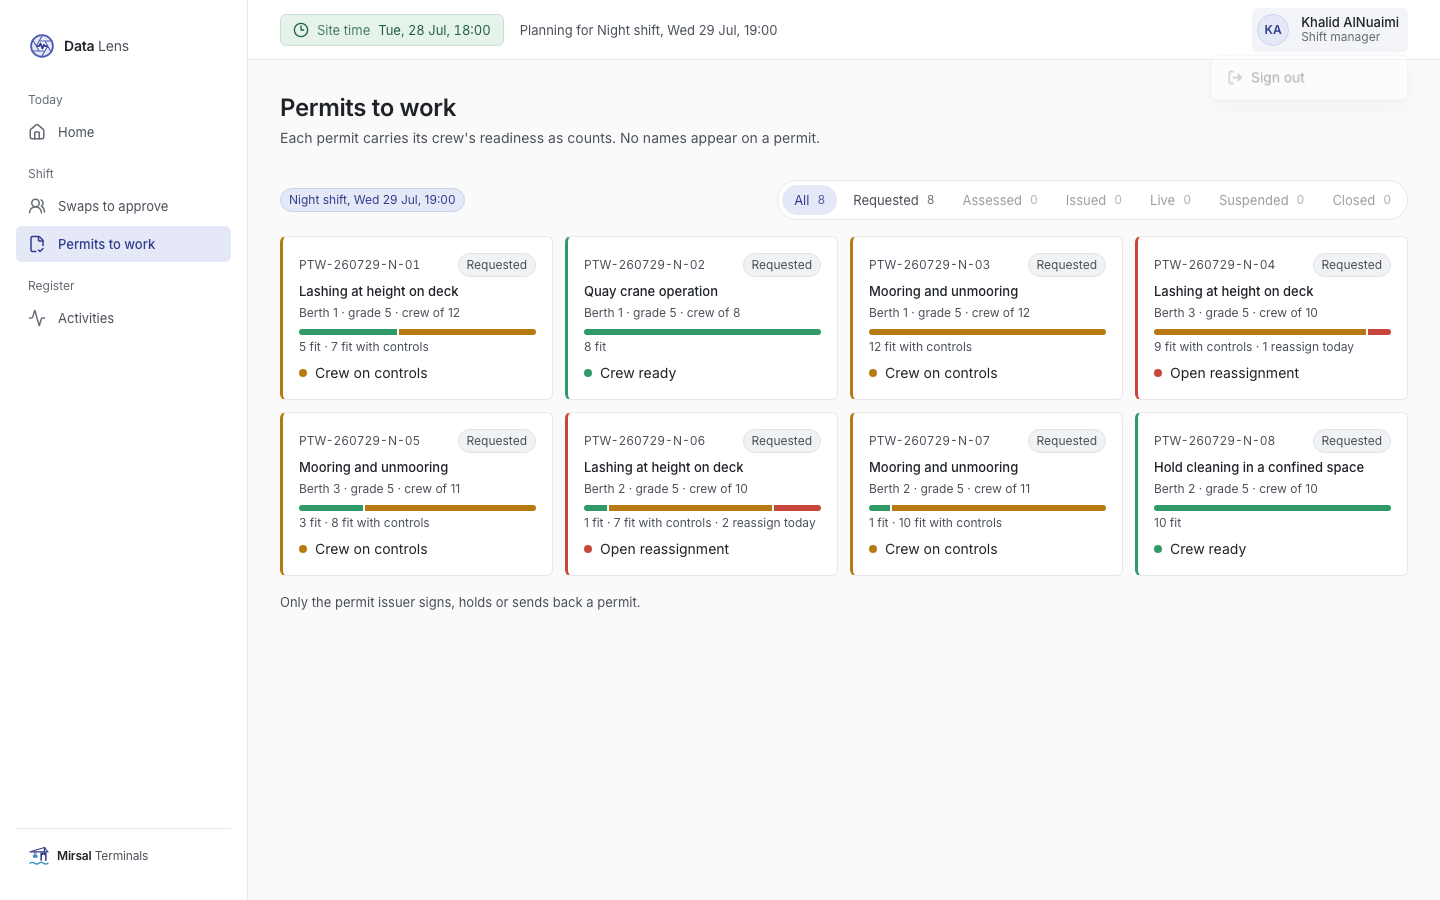 Data Lens
Today
Home
Shift
Swaps to approve
Permits to work
Register
Activities
Mirsal Terminals
Site time Tue, 28 Jul, 18:00
Planning for Night shift, Wed 29 Jul, 19:00
KA
Khalid AlNuaimi
Shift manager
Sign out
Permits to work
Each permit carries its crew's readiness as counts. No names appear on a permit.
Night shift, Wed 29 Jul, 19:00
All 8 Requested 8 Assessed 0 Issued 0 Live 0 Suspended 0 Closed 0
PTW-260729-N-01 Requested
Lashing at height on deck
Berth 1 · grade 5 · crew of 12
5 fit · 7 fit with controls
Crew on controls
PTW-260729-N-02 Requested
Quay crane operation
Berth 1 · grade 5 · crew of 8
8 fit
Crew ready
PTW-260729-N-03 Requested
Mooring and unmooring
Berth 1 · grade 5 · crew of 12
12 fit with controls
Crew on controls
PTW-260729-N-04 Requested
Lashing at height on deck
Berth 3 · grade 5 · crew of 10
9 fit with controls · 1 reassign today
Open reassignment
PTW-260729-N-05 Requested
Mooring and unmooring
Berth 3 · grade 5 · crew of 11
3 fit · 8 fit with controls
Crew on controls
PTW-260729-N-06 Requested
Lashing at height on deck
Berth 2 · grade 5 · crew of 10
1 fit · 7 fit with controls · 2 reassign today
Open reassignment
PTW-260729-N-07 Requested
Mooring and unmooring
Berth 2 · grade 5 · crew of 11
1 fit · 10 fit with controls
Crew on controls
PTW-260729-N-08 Requested
Hold cleaning in a confined space
Berth 2 · grade 5 · crew of 10
10 fit
Crew ready
Only the permit issuer signs, holds or sends back a permit.